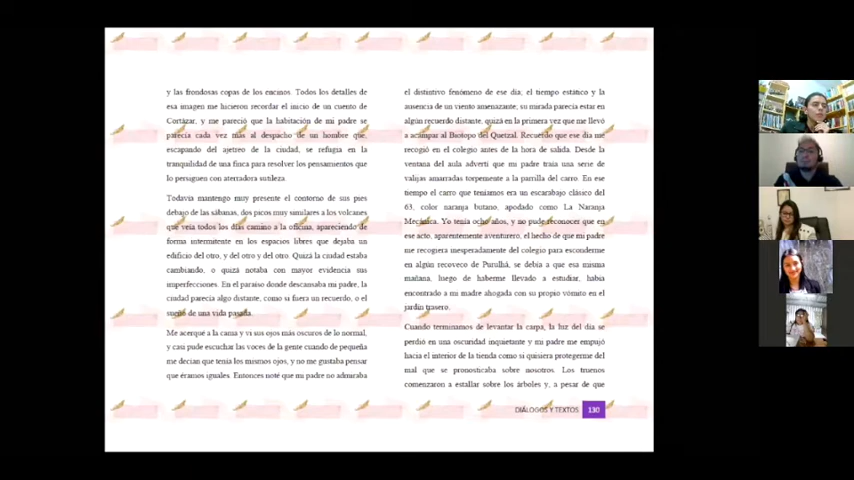 y las frondosas copas de los encinos. Todos los detalles de
esa imagen me hicieron recordar el inicio de un cuento de
Cortázar, y me pareció que la habitación de mi padre se
parecía cada vez más al despacho de un hombre que,
escapando del ajetreo de la ciudad, se refugia en la
tranquilidad de una finca para resolver los pensamientos que
lo persiguen con aterradora sutileza.
Todavía mantengo muy presente el contorno de sus pies
debajo de las sábanas, dos picos muy similares a los volcanes
que veía todos los días camino a la oficina, apareciendo de
forma intermitente en los espacios libres que dejaba un
edificio del otro, y del otro y del otro. Quizá la ciudad estaba
cambiando, o quizá notaba con mayor evidencia sus
imperfecciones. En el paraíso donde descansaba mi padre, la
ciudad parecía algo distante, como si fuera un recuerdo, o el
sueño de una vida pasada.
Me acerqué a la cama y vi sus ojos más oscuros de lo normal,
y casi pude escuchar las voces de la gente cuando de pequeña
me decían que tenía los mismos ojos, y no me gustaba pensar
que éramos iguales. Entonces noté que mi padre no admiraba
el distintivo fenómeno de ese día; el tiempo estático y la
ausencia de un viento amenazante, su mirada parecía estar en
algún recuerdo distante, quizá en la primera vez que me llevó
a acampar al Biotopo del Quetzal. Recuerdo que ese día me
recogió en el colegio antes de la hora de salida. Desde la
ventana del aula advertí que mi padre traía una serie de
valijas amarradas torpemente a la parrilla del carro. En ese
tiempo el carro que teníamos era un escarabajo clásico del
63, color naranja butano, apodado como La Naranja
Mecánica. Yo tenía ocho años, y no pude reconocer que en
ese acto, aparentemente aventurero, el hecho de que mi padre
me recogiera inesperadamente del colegio para esconderme
en algún recoveco de Purulhá, se debía a que esa misma
mañana, luego de haberme llevado a estudiar, había
encontrado a mi madre ahogada con su propio vómito en el
jardín trasero.
Cuando terminamos de levantar la carpa, la luz del día se
perdió en una oscuridad inquietante y mi padre me empujó
hacia el interior de la tienda como si quisiera protegerme del
mal que se pronosticaba sobre nosotros. Los truenos
comenzaron a estallar sobre los árboles y, a pesar de que
DIÁLOGOS Y TEXTOS 130